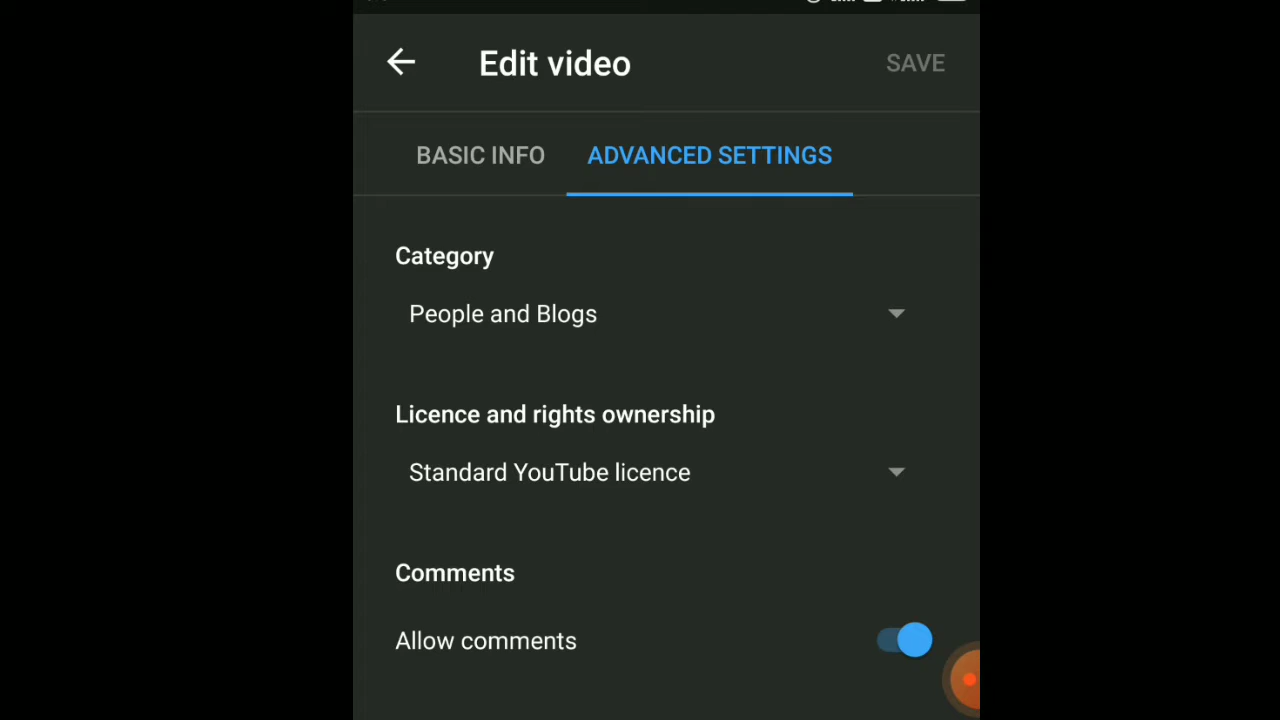 Edit video
SAVE
BASIC INFO
ADVANCED SETTINGS
Category
People and Blogs
Licence and rights ownership
Standard YouTube licence
Comments
Allow comments